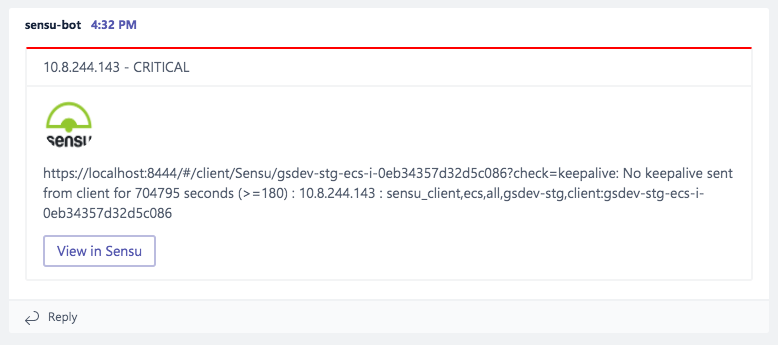 sensu-bot 4:32 PM
10.8.244.143 - CRITICAL
sensu
https://localhost:8444/#/client/Sensu/gsdev-stg-ecs-i-0eb34357d32d5c086?check=keepalive: No keepalive sent
from client for 704795 seconds (>=180) : 10.8.244.143 : sensu_client,ecs,all,gsdev-stg,client:gsdev-stg-ecs-i-
0eb34357d32d5c086
View in Sensu
Reply